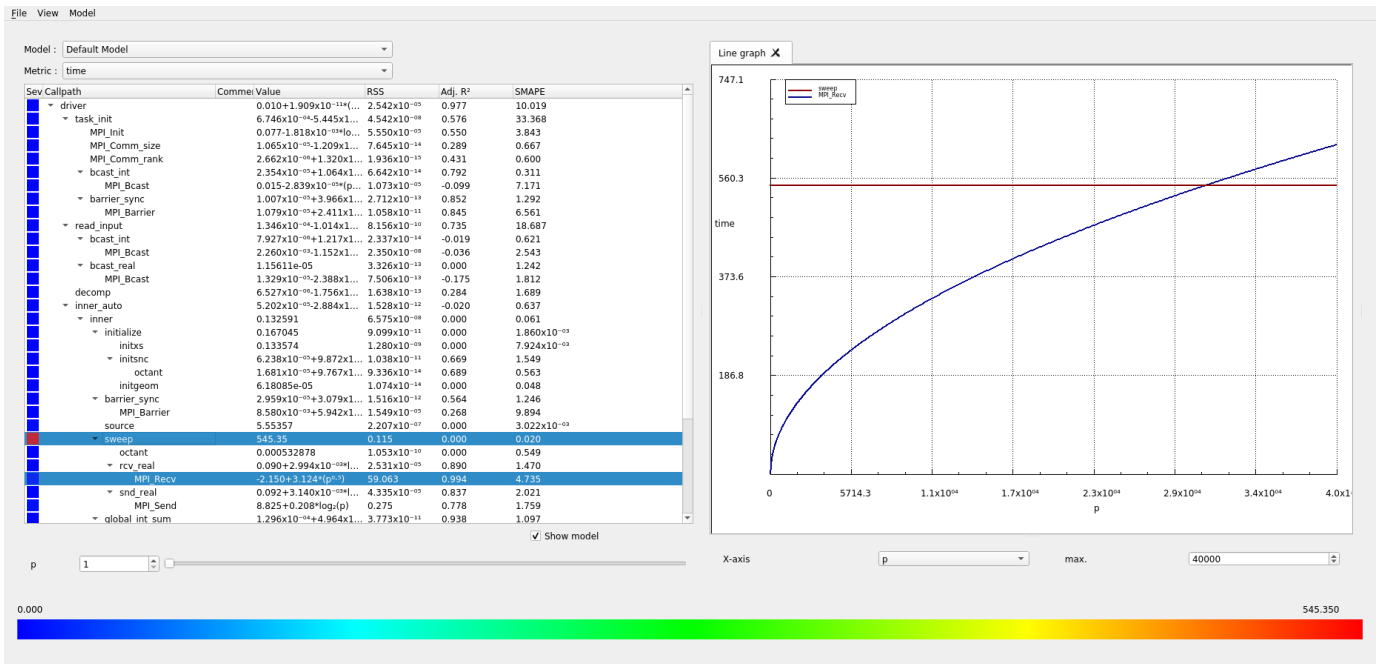 File View Model
Model : Default Model
Metric : time
Sev Callpath Commen Value RSS Adj. R² SMAPE
driver 0.010+1.909x10⁻¹¹*(... 2.542x10⁻⁰⁵ 0.977 10.019
task_init 6.746x10⁻⁰⁴-5.445x1... 4.542x10⁻⁰⁸ 0.576 33.368
MPI_Init 0.077-1.818x10⁻⁰³*lo... 5.550x10⁻⁰⁵ 0.550 3.843
MPI_Comm_size 1.065x10⁻⁰⁵-1.209x1... 7.645x10⁻¹⁴ 0.289 0.667
MPI_Comm_rank 2.662x10⁻⁰⁶+1.320x1... 1.936x10⁻¹⁵ 0.431 0.600
bcast_int 2.354x10⁻⁰⁵+1.064x1... 6.642x10⁻¹⁴ 0.792 0.311
MPI_Bcast 0.015-2.839x10⁻⁰⁵*(p... 1.073x10⁻⁰⁵ -0.099 7.171
barrier_sync 1.007x10⁻⁰⁵+3.966x1... 2.712x10⁻¹³ 0.852 1.292
MPI_Barrier 1.079x10⁻⁰⁵+2.411x1... 1.058x10⁻¹¹ 0.845 6.561
read_input 1.346x10⁻⁰⁴-1.014x1... 8.156x10⁻¹⁰ 0.735 18.687
bcast_int 7.927x10⁻⁰⁶+1.217x1... 2.337x10⁻¹⁴ -0.019 0.621
MPI_Bcast 2.260x10⁻⁰³-1.152x1... 2.350x10⁻⁰⁸ -0.036 2.543
bcast_real 1.15611e-05 3.326x10⁻¹³ 0.000 1.242
MPI_Bcast 1.329x10⁻⁰⁵-2.388x1... 7.506x10⁻¹³ -0.175 1.812
decomp 6.527x10⁻⁰⁶-1.756x1... 1.638x10⁻¹³ 0.284 1.689
inner_auto 5.202x10⁻⁰⁵-2.884x1... 1.528x10⁻¹² -0.020 0.637
inner 0.132591 6.575x10⁻⁰⁸ 0.000 0.061
initialize 0.167045 9.099x10⁻¹¹ 0.000 1.860x10⁻⁰³
initxs 0.133574 1.280x10⁻⁰⁹ 0.000 7.924x10⁻⁰³
initsnc 6.238x10⁻⁰⁵+9.872x1... 1.038x10⁻¹¹ 0.669 1.549
octant 1.681x10⁻⁰⁵+9.767x1... 9.336x10⁻¹⁴ 0.689 0.563
initgeom 6.18085e-05 1.074x10⁻¹⁴ 0.000 0.048
barrier_sync 2.959x10⁻⁰⁵+3.079x1... 1.516x10⁻¹² 0.564 1.246
MPI_Barrier 8.580x10⁻⁰³+5.942x1... 1.549x10⁻⁰⁵ 0.268 9.894
source 5.55357 2.207x10⁻⁰⁷ 0.000 3.022x10⁻⁰³
sweep 545.35 0.115 0.000 0.020
octant 0.000532878 1.053x10⁻¹⁰ 0.000 0.549
rcv_real 0.090+2.994x10⁻⁰³*l... 2.531x10⁻⁰⁵ 0.890 1.470
MPI_Recv -2.150+3.124*(p⁰·⁵) 59.063 0.994 4.735
snd_real 0.092+3.140x10⁻⁰³*l... 4.335x10⁻⁰⁵ 0.837 2.021
MPI_Send 8.825+0.208*log₂(p) 0.275 0.778 1.759
global_int_sum 1.296x10⁻⁰⁴+4.964x1... 3.773x10⁻¹¹ 0.938 1.097
Show model
p 1
Line graph X
747.1
sweep
MPI_Recv
560.3
time
373.6
186.8
0 5714.3 1.1x10⁰⁴ 1.7x10⁰⁴ 2.3x10⁰⁴ 2.9x10⁰⁴ 3.4x10⁰⁴ 4.0x1
p
X-axis p max. 40000
0.000 545.350